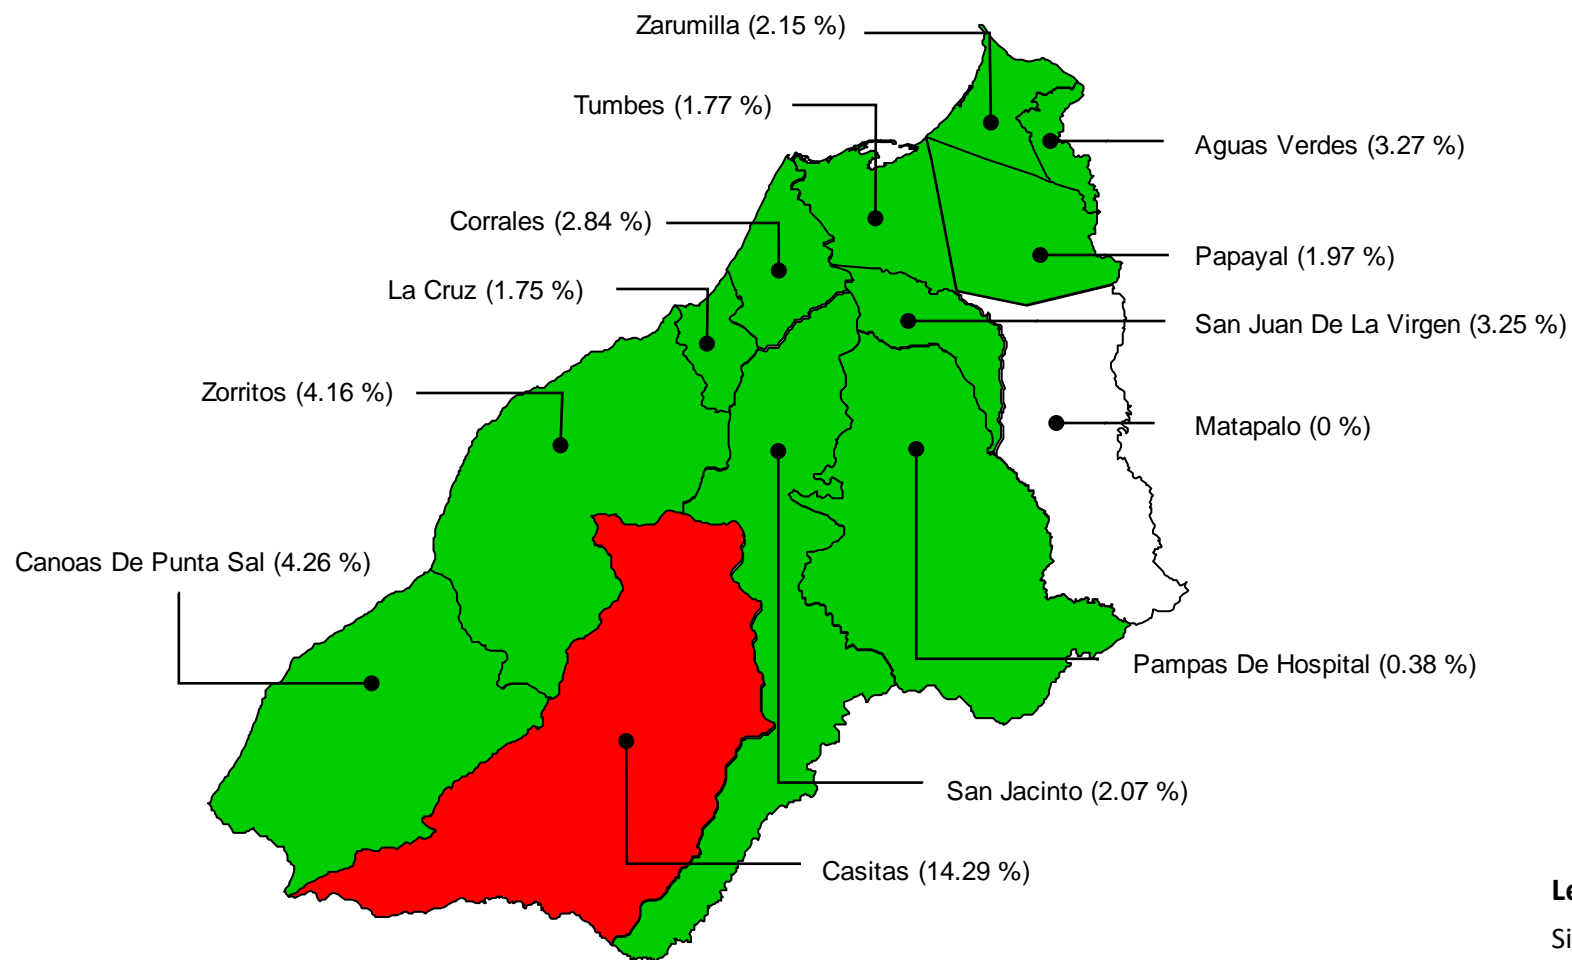 Zarumilla (2.15 %)
Tumbes (1.77 %)
Aguas Verdes (3.27 %)
Corrales (2.84 %)
Papayal (1.97 %)
La Cruz (1.75 %)
San Juan De La Virgen (3.25 %)
Zorritos (4.16 %)
Matapalo (0 %)
Canoas De Punta Sal (4.26 %)
Pampas De Hospital (0.38 %)
San Jacinto (2.07 %)
Casitas (14.29 %)
Le
Si